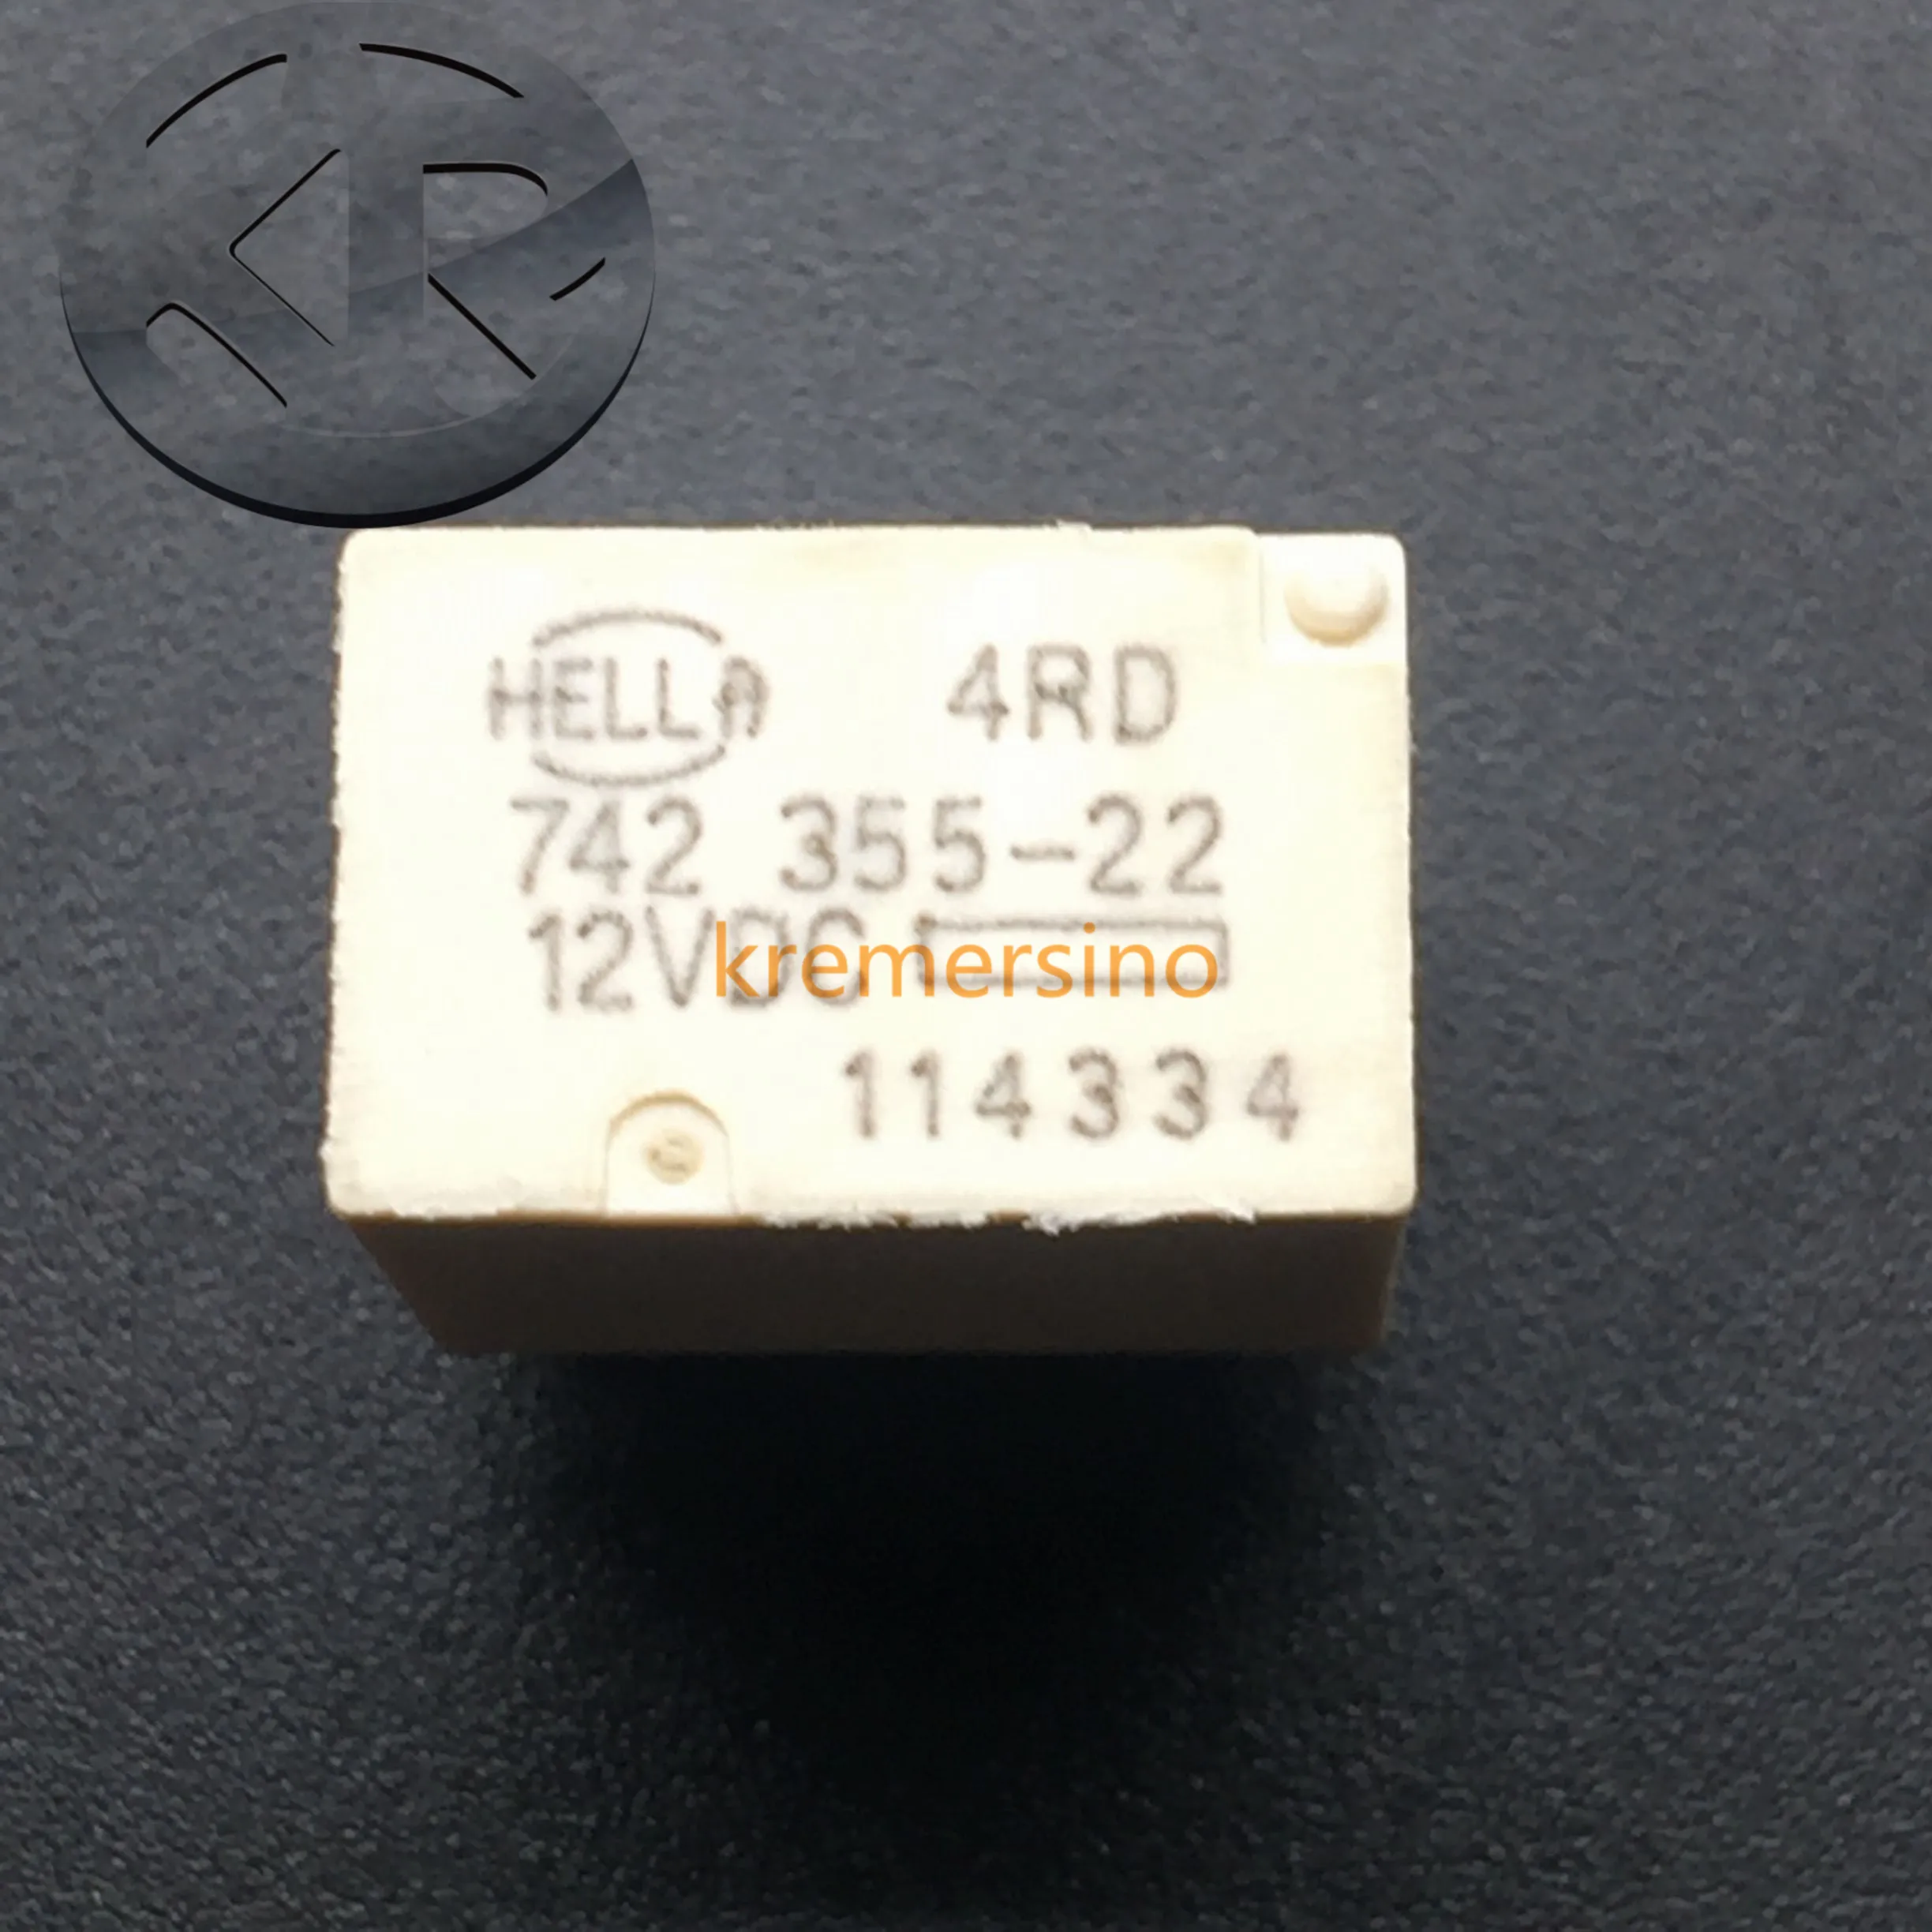 KR
HELLA 4RD
742 355-22
12VDC
kremersino
114334